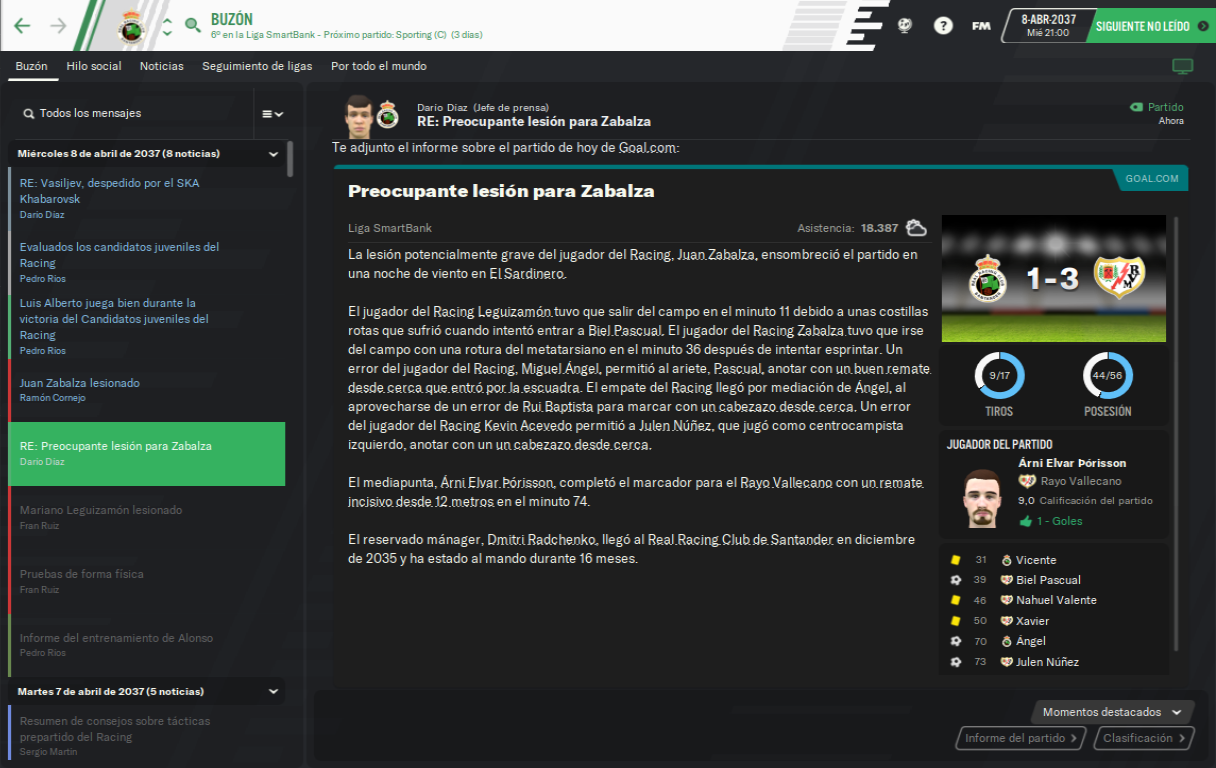 BUZÓN
6º en la Liga SmartBank - Próximo partido: Sporting (C) (3 días)
?
FM
8-ABR-2037
Mié 21:00
SIGUIENTE NO LEÍDO
Buzón Hilo social Noticias Seguimiento de ligas Por todo el mundo
Todos los mensajes
Miércoles 8 de abril de 2037 (8 noticias)
RE: Vasiljev, despedido por el SKA
Khabarovsk
Darío Díaz
Evaluados los candidatos juveniles del
Racing
Pedro Ríos
Luis Alberto juega bien durante la
victoria del Candidatos juveniles del
Racing
Pedro Ríos
Juan Zabalza lesionado
Ramón Cornejo
RE: Preocupante lesión para Zabalza
Darío Díaz
Mariano Leguizamón lesionado
Fran Ruiz
Pruebas de forma física
Fran Ruiz
Informe del entrenamiento de Alonso
Pedro Ríos
Martes 7 de abril de 2037 (5 noticias)
Resumen de consejos sobre tácticas
prepartido del Racing
Sergio Martín
Darío Díaz (Jefe de prensa)
RE: Preocupante lesión para Zabalza
Partido
Ahora
Te adjunto el informe sobre el partido de hoy de Goal.com:
GOAL.COM
Preocupante lesión para Zabalza
Liga SmartBank
Asistencia: 18.387
La lesión potencialmente grave del jugador del Racing, Juan Zabalza, ensombreció el partido en
una noche de viento en El Sardinero.
El jugador del Racing Leguizamón tuvo que salir del campo en el minuto 11 debido a unas costillas
rotas que sufrió cuando intentó entrar a Biel Pascual. El jugador del Racing Zabalza tuvo que irse
del campo con una rotura del metatarsiano en el minuto 36 después de intentar esprintar. Un
error del jugador del Racing, Miguel Ángel, permitió al ariete, Pascual, anotar con un buen remate
desde cerca que entró por la escuadra. El empate del Racing llegó por mediación de Ángel, al
aprovecharse de un error de Rui Baptista para marcar con un cabezazo desde cerca. Un error
del jugador del Racing Kevin Acevedo permitió a Julen Núñez, que jugó como centrocampista
izquierdo, anotar con un un cabezazo desde cerca.
El mediapunta, Árni Elvar Þórisson, completó el marcador para el Rayo Vallecano con un remate
incisivo desde 12 metros en el minuto 74.
El reservado mánager, Dmitri Radchenko, llegó al Real Racing Club de Santander en diciembre
de 2035 y ha estado al mando durante 16 meses.
1-3
9/17
TIROS
44/56
POSESIÓN
JUGADOR DEL PARTIDO
Árni Elvar Þórisson
Rayo Vallecano
9,0 Calificación del partido
1 - Goles
31 Vicente
39 Biel Pascual
46 Nahuel Valente
50 Xavier
70 Ángel
73 Julen Núñez
Momentos destacados
Informe del partido
Clasificación